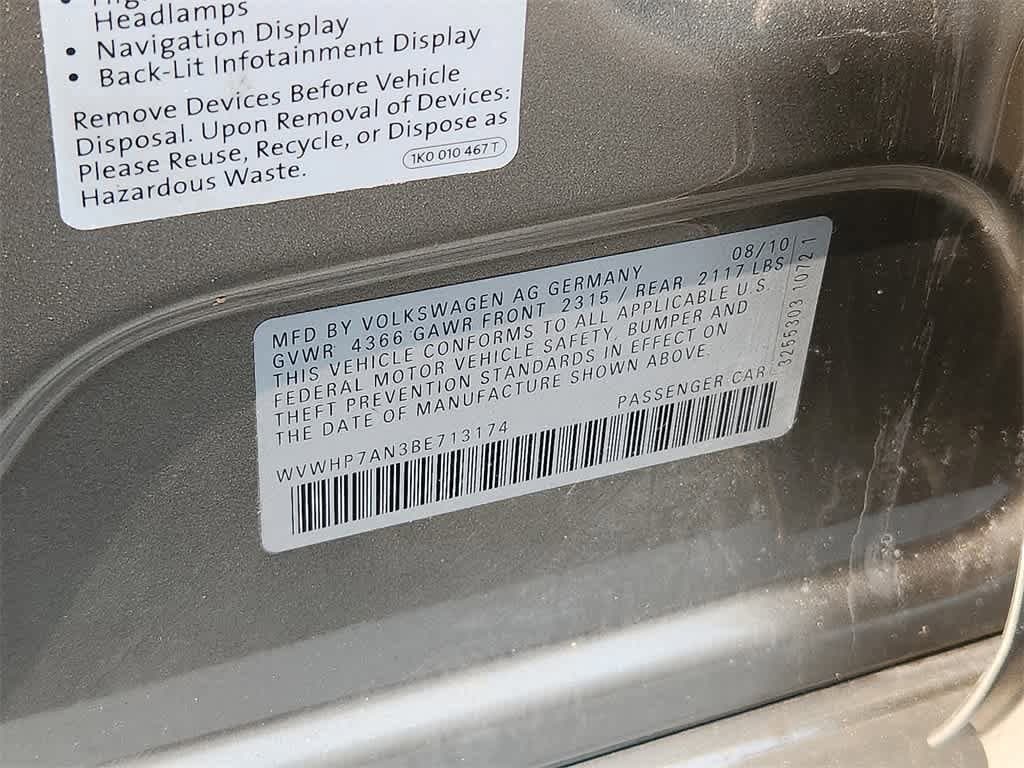 Headlamps
• Navigation Display
• Back-Lit Infotainment Display
Remove Devices Before Vehicle
Disposal. Upon Removal of Devices:
Please Reuse, Recycle, or Dispose as
Hazardous Waste.
1K0 010 467 T
MFD BY VOLKSWAGEN AG GERMANY 08/10
GVWR 4366 GAWR FRONT 2315 / REAR 2117 LBS
THIS VEHICLE CONFORMS TO ALL APPLICABLE U.S.
FEDERAL MOTOR VEHICLE SAFETY, BUMPER AND
THEFT PREVENTION STANDARDS IN EFFECT ON
THE DATE OF MANUFACTURE SHOWN ABOVE.
PASSENGER CAR
WVWHP7AN3BE713174
3255303 1072 1